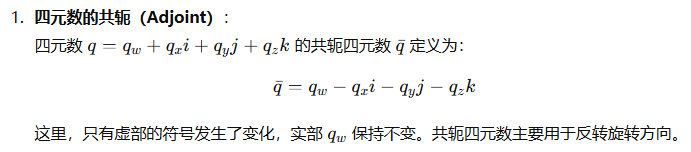 1. 四元数的共轭（Adjoint）：
四元数 q = q_w + q_x i + q_y j + q_z k 的共轭四元数 q̄ 定义为：
q̄ = q_w − q_x i − q_y j − q_z k
这里，只有虚部的符号发生了变化，实部 q_w 保持不变。共轭四元数主要用于反转旋转方向。